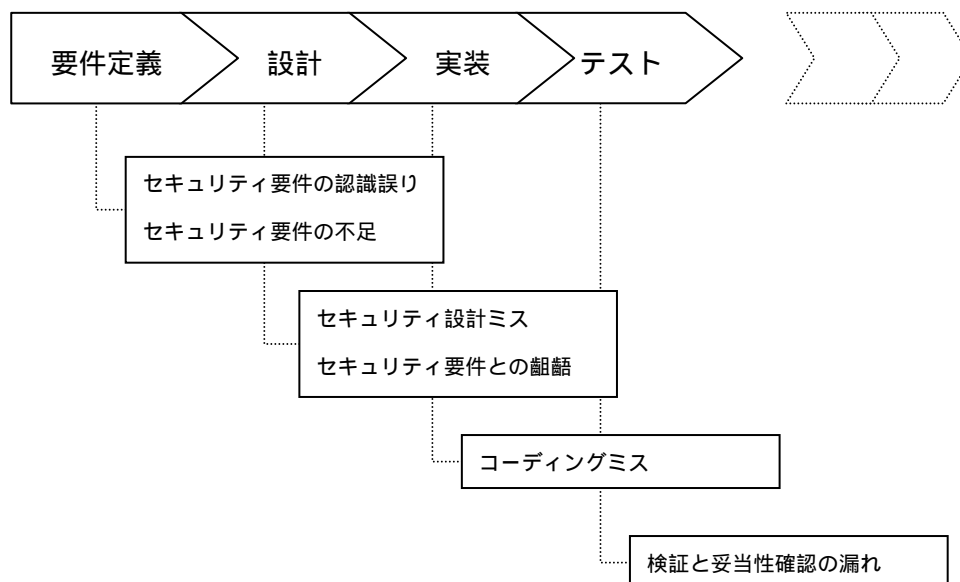 要件定義
設計
実装
テスト
セキュリティ要件の認識誤り
セキュリティ要件の不足
セキュリティ設計ミス
セキュリティ要件との齟齬
コーディングミス
検証と妥当性確認の漏れ